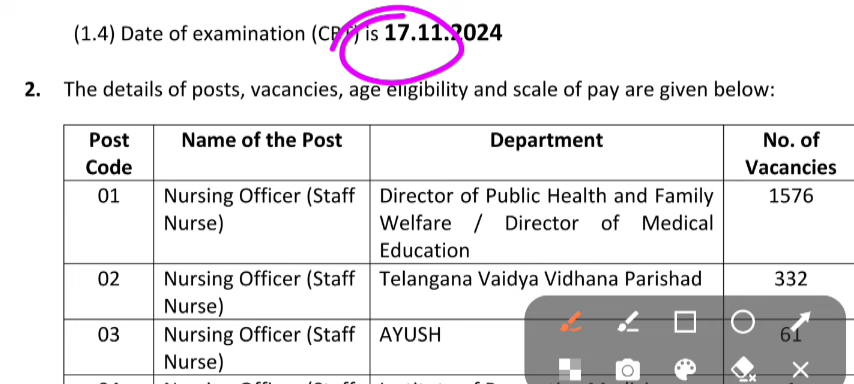 (1.4) Date of examination (CBT) is 17.11.2024
2. The details of posts, vacancies, age eligibility and scale of pay are given below:
Post Code Name of the Post Department No. of Vacancies
01 Nursing Officer (Staff Nurse) Director of Public Health and Family Welfare / Director of Medical Education 1576
02 Nursing Officer (Staff Nurse) Telangana Vaidya Vidhana Parishad 332
03 Nursing Officer (Staff Nurse) AYUSH 61